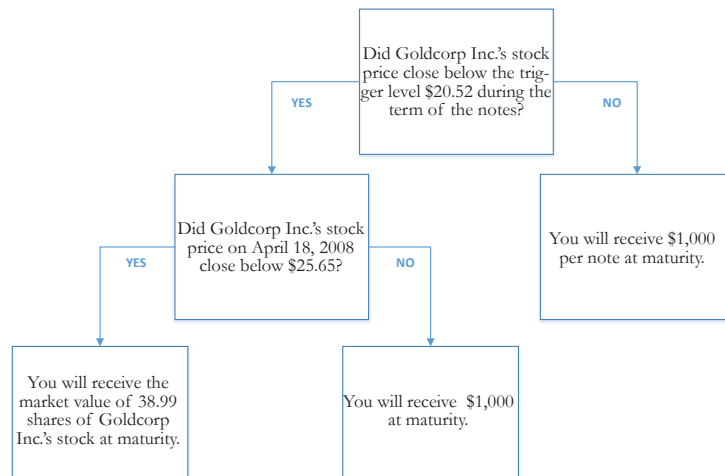 Did Goldcorp Inc.'s stock
price close below the trig-
ger level $20.52 during the
term of the notes?
YES
NO
Did Goldcorp Inc.'s stock
price on April 18, 2008
close below $25.65?
You will receive $1,000
per note at maturity.
YES
NO
You will receive the
market value of 38.99
shares of Goldcorp
Inc.'s stock at maturity.
You will receive $1,000
at maturity.